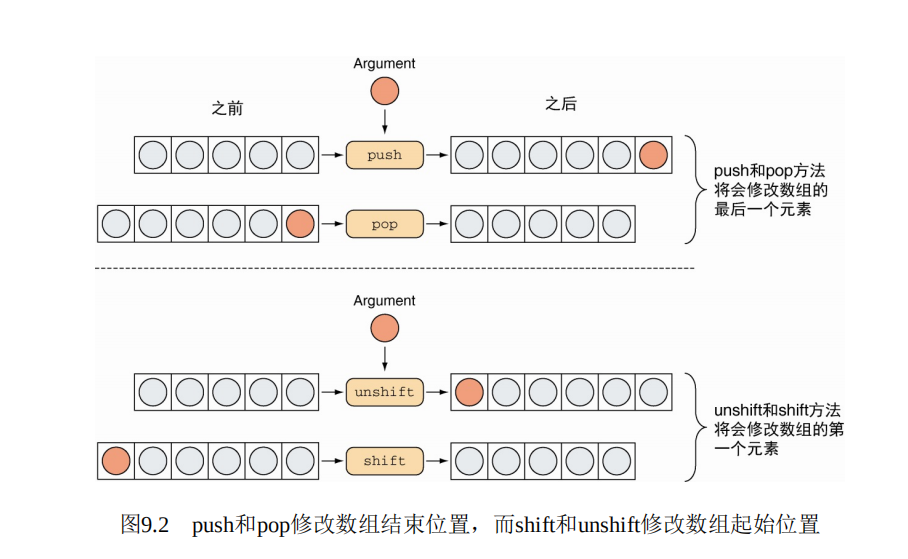 Argument
之前
之后
push
push和pop方法
将会修改数组的
最后一个元素
pop
Argument
unshift
unshift和shift方法
将会修改数组的第
一个元素
shift
图9.2 push和pop修改数组结束位置，而shift和unshift修改数组起始位置